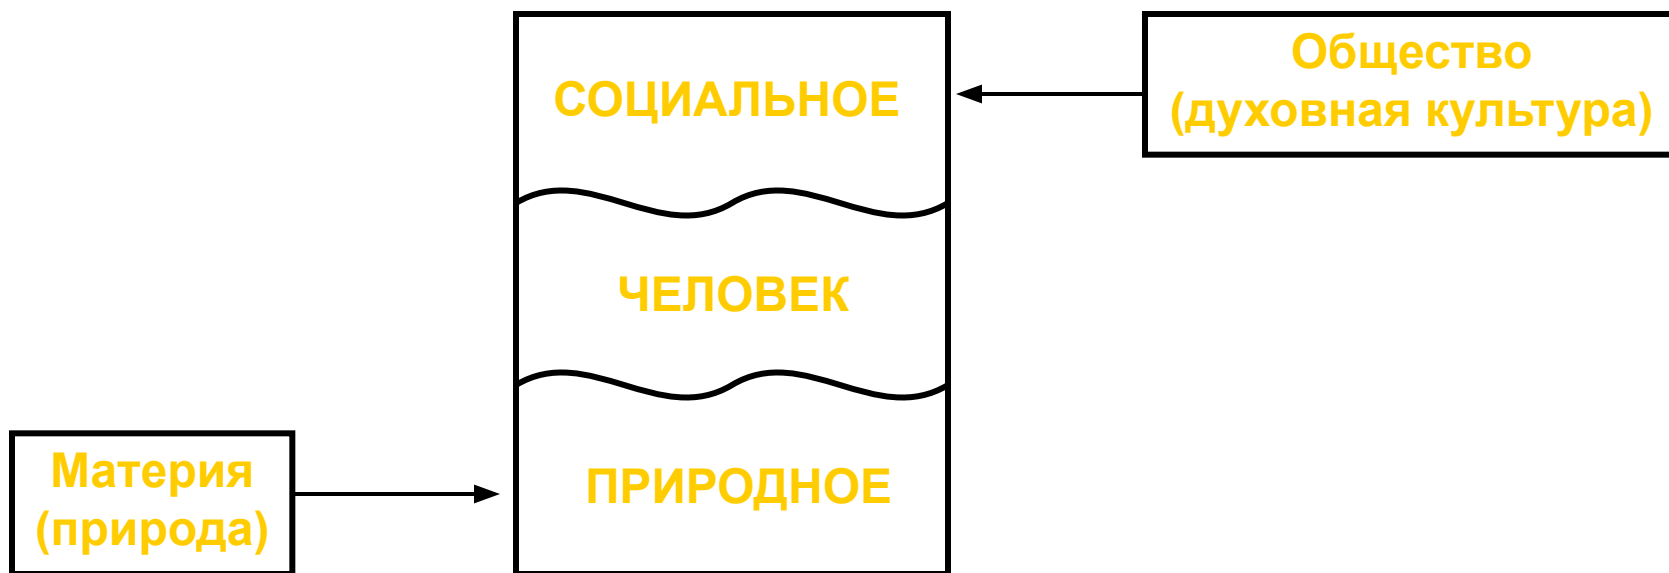 СОЦИАЛЬНОЕ
Общество
(духовная культура)
ЧЕЛОВЕК
Материя
(природа)
ПРИРОДНОЕ